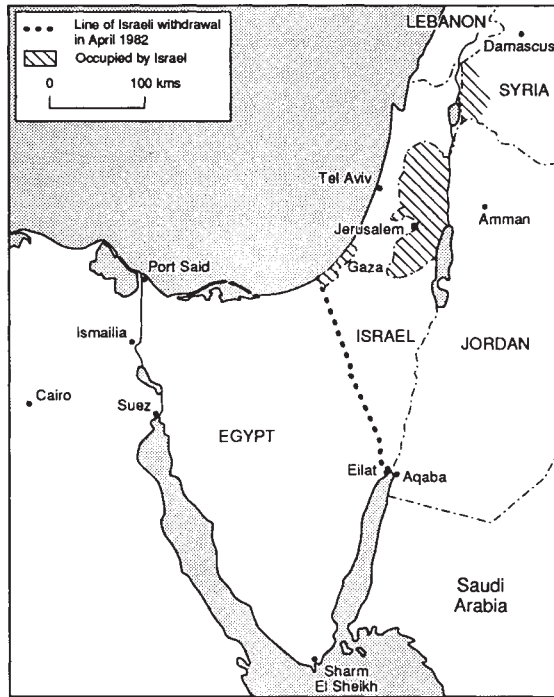 Line of Israeli withdrawal
in April 1982
Occupied by Israel
0 100 kms
LEBANON
Damascus
SYRIA
Tel Aviv
Jerusalem
Amman
Gaza
Port Said
Ismailia
ISRAEL
JORDAN
Cairo
Suez
EGYPT
Eilat
Aqaba
Saudi
Arabia
Sharm
El Sheikh